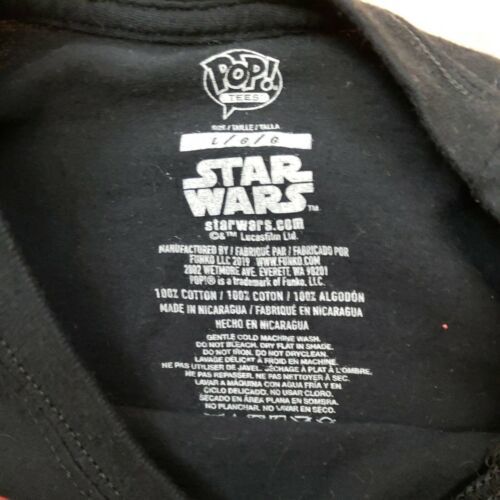 POP!
TEES
SIZE / TAILLE / TALLA
L / G / G
STAR
WARS™
starwars.com
©&™ Lucasfilm Ltd.
MANUFACTURED BY / FABRIQUÉ PAR / FABRICADO POR
FUNKO LLC 2019 WWW.FUNKO.COM
2802 WETMORE AVE. EVERETT, WA 98201
POP!® is a trademark of Funko, LLC.
100% COTTON / 100% COTON / 100% ALGODÓN
MADE IN NICARAGUA / FABRIQUÉ EN NICARAGUA
HECHO EN NICARAGUA
GENTLE COLD MACHINE WASH.
DO NOT BLEACH. DRY FLAT IN SHADE.
DO NOT IRON. DO NOT DRYCLEAN.
LAVAGE DÉLICAT À FROID EN MACHINE.
NE PAS UTILISER DE JAVEL. SÉCHAGE À PLAT À L'OMBRE.
NE PAS REPASSER. NE PAS NETTOYER À SEC.
LAVAR A MÁQUINA CON AGUA FRÍA Y EN
CICLO DELICADO. NO USAR CLORO.
SECADO EN ÁREA PLANA EN SOMBRA.
NO PLANCHAR. NO LAVAR EN SECO.